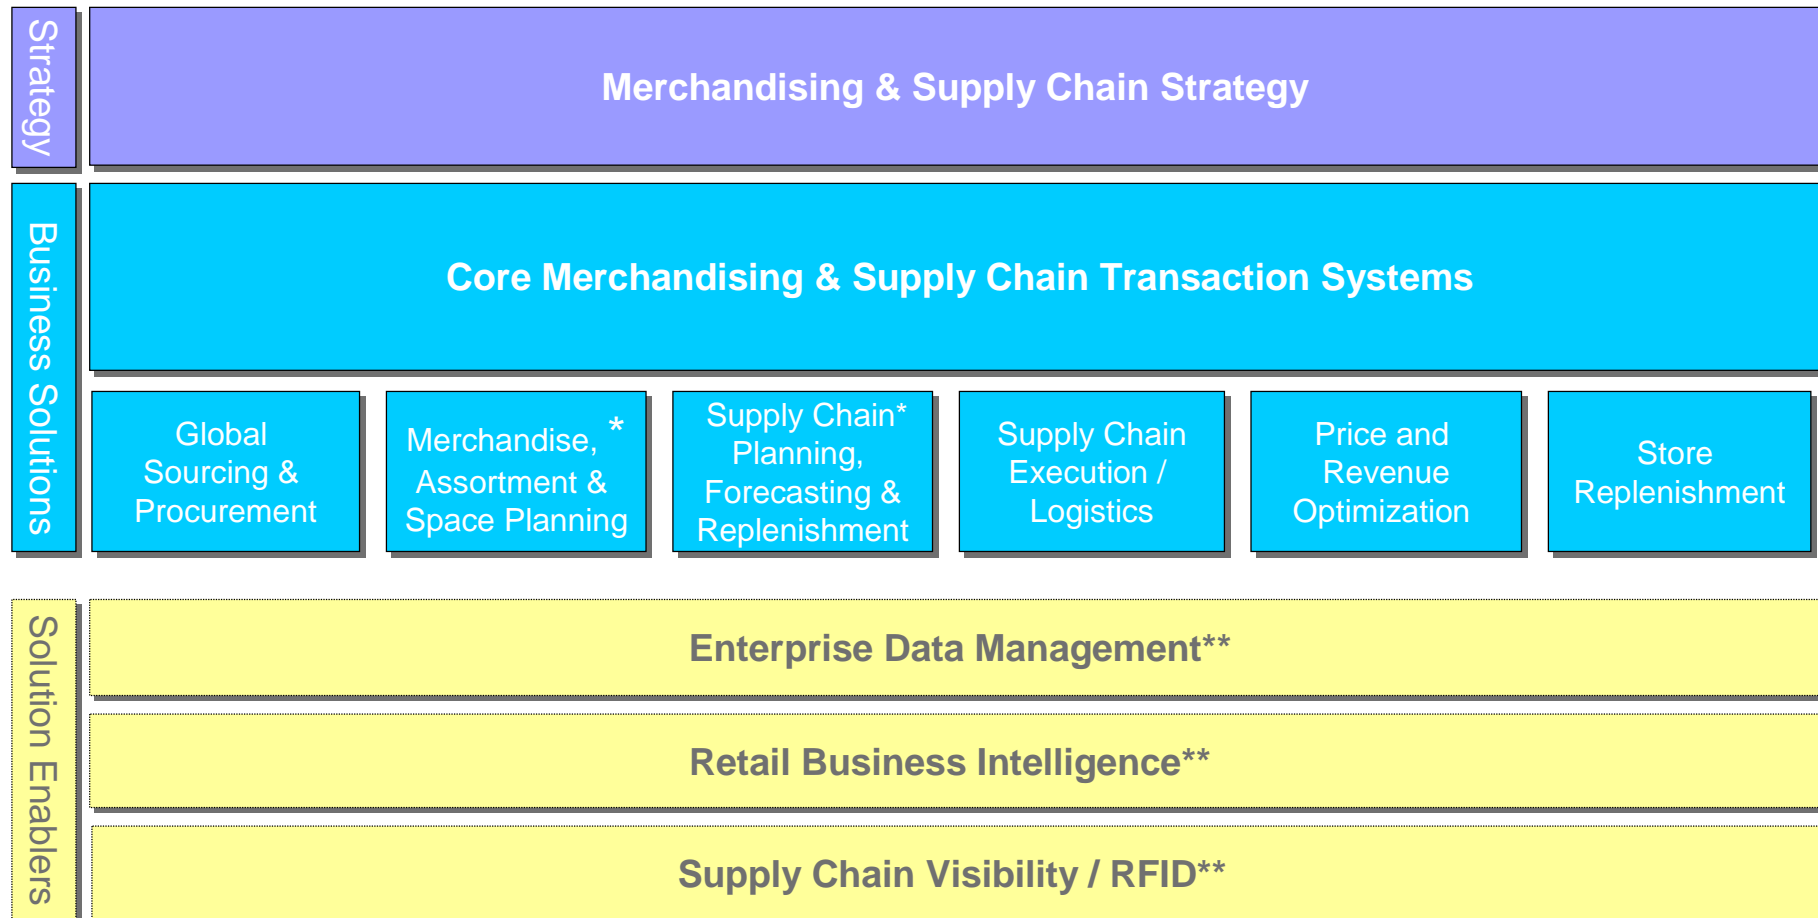 Strategy
Merchandising & Supply Chain Strategy
Business Solutions
Core Merchandising & Supply Chain Transaction Systems
Global
Sourcing &
Procurement
Merchandise, *
Assortment &
Space Planning
Supply Chain*
Planning,
Forecasting &
Replenishment
Supply Chain
Execution /
Logistics
Price and
Revenue
Optimization
Store
Replenishment
Solution Enablers
Enterprise Data Management**
Retail Business Intelligence**
Supply Chain Visibility / RFID**